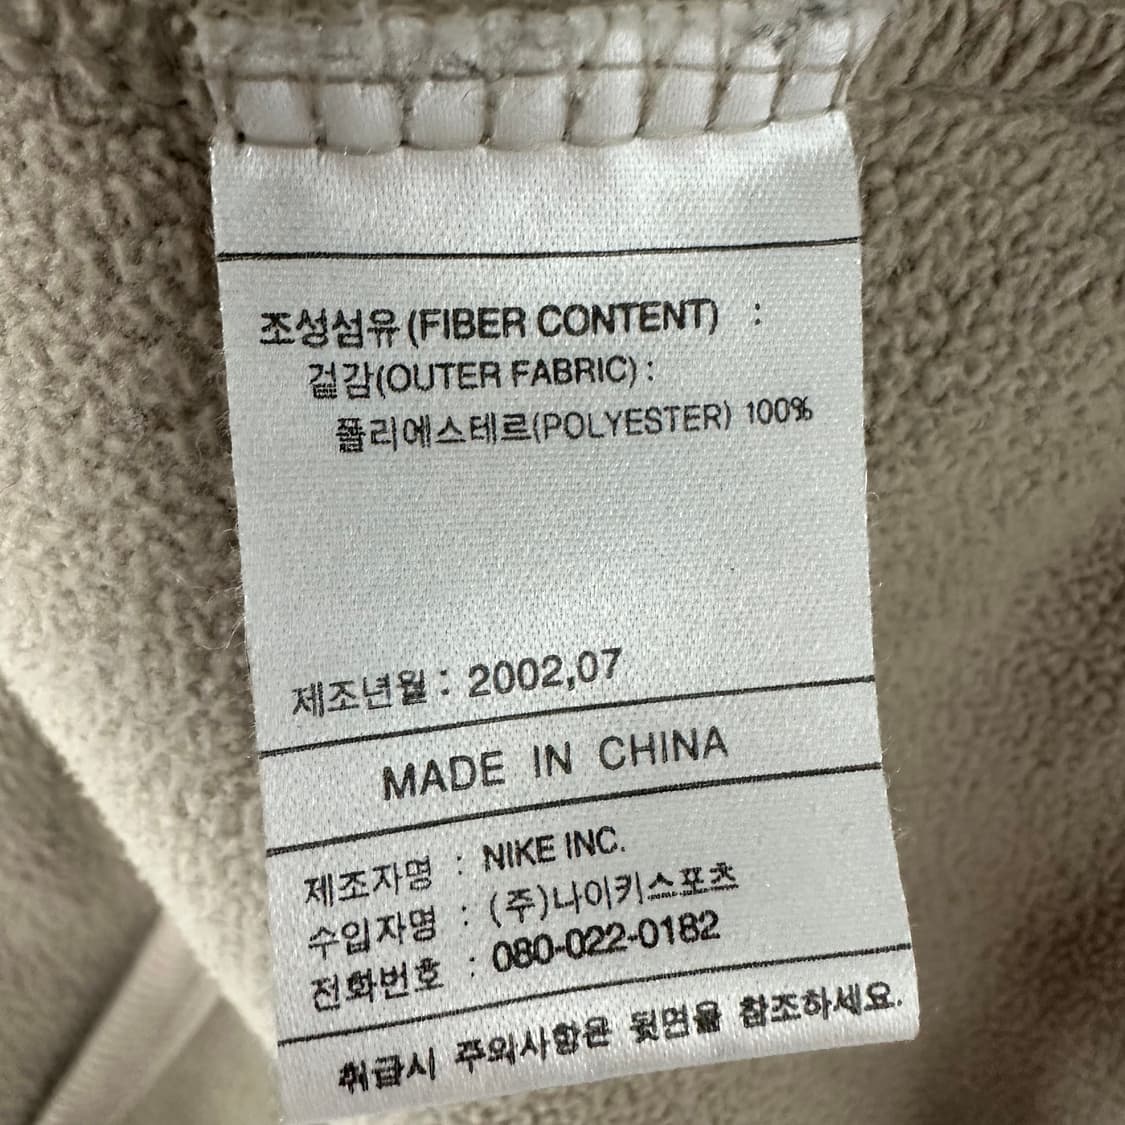 조성섬유(FIBER CONTENT) :
겉감(OUTER FABRIC) :
폴리에스테르(POLYESTER) 100%
제조년월 : 2002,07
MADE IN CHINA
제조자명 : NIKE INC.
수입자명 : (주)나이키스포츠
전화번호 : 080-022-0182
취급시 주의사항은 뒷면을 참조하세요.